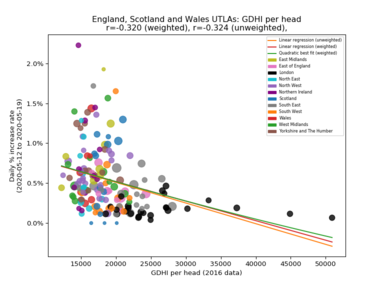 England, Scotland and Wales UTLAs: GDHI per head
r=-0.320 (weighted), r=-0.324 (unweighted),
Daily % increase rate
(2020-05-12 to 2020-05-19)
2.0%
1.5%
1.0%
0.5%
0.0%
Linear regression (unweighted)
Linear regression (weighted)
Quadratic best fit (weighted)
East Midlands
East of England
London
North East
North West
Northern Ireland
Scotland
South East
South West
Wales
West Midlands
Yorkshire and The Humber
15000
20000
25000
30000
35000
40000
45000
50000
GDHI per head (2016 data)